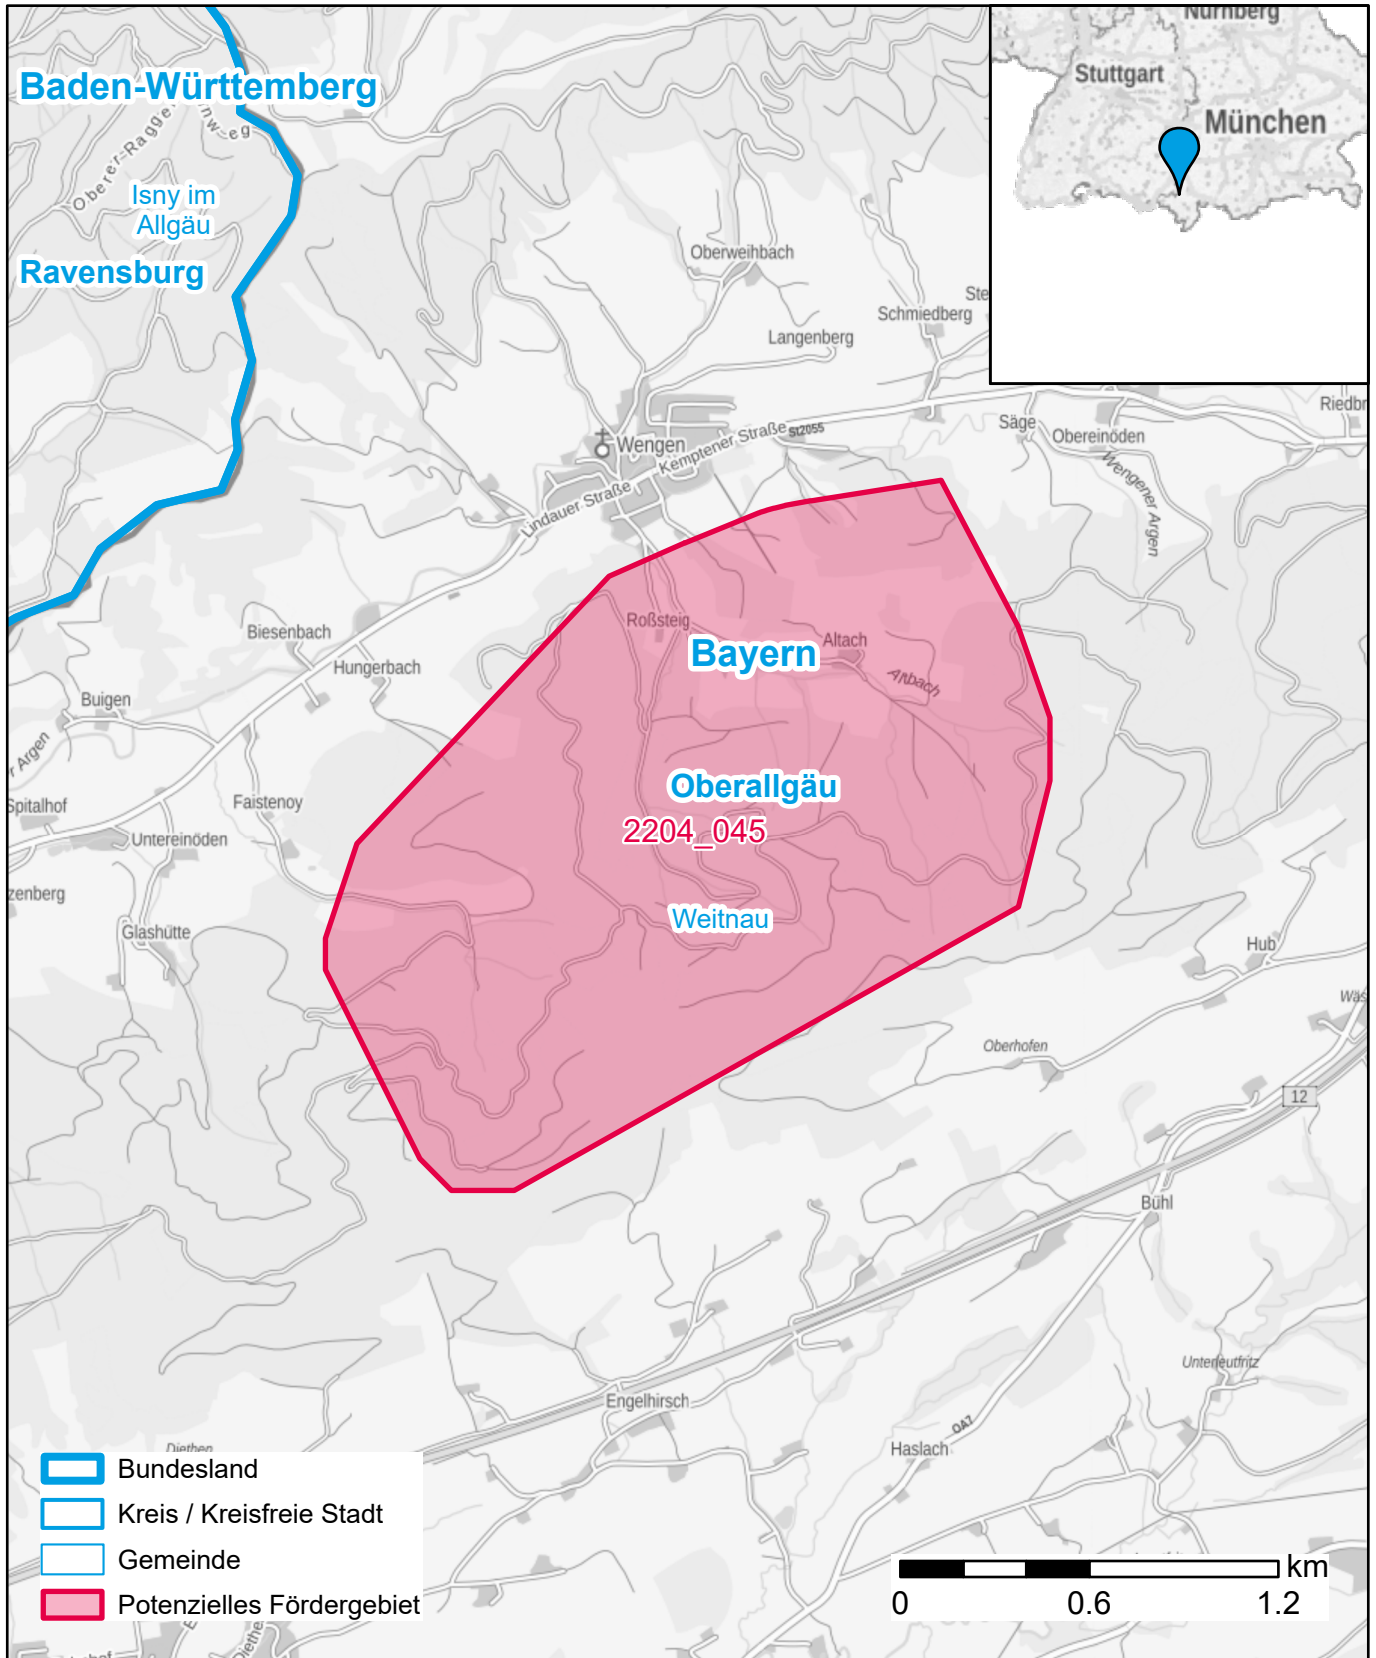 Nürnberg
Stuttgart
München
Baden-Württemberg
Isny im
Allgäu
Ravensburg
Oberweihbach
Schmiedberg
Langenberg
Säge
Obereinöden
Riedbr
Wengen
Kemptener Straße
St2055
Lindauer Straße
Wengener Argen
Roßsteig
Altach
Bayern
Biesenbach
Hungerbach
Buigen
r Argen
Oberallgäu
2204_045
Spitalhof
Faistenoy
Untereinöden
zenberg
Glashütte
Weitnau
Hub
Wäs
Oberhofen
12
Bühl
Unterleutfritz
Engelhirsch
Haslach
OA7
Diethen
Bundesland
Kreis / Kreisfreie Stadt
Gemeinde
Potenzielles Fördergebiet
km
0 0.6 1.2